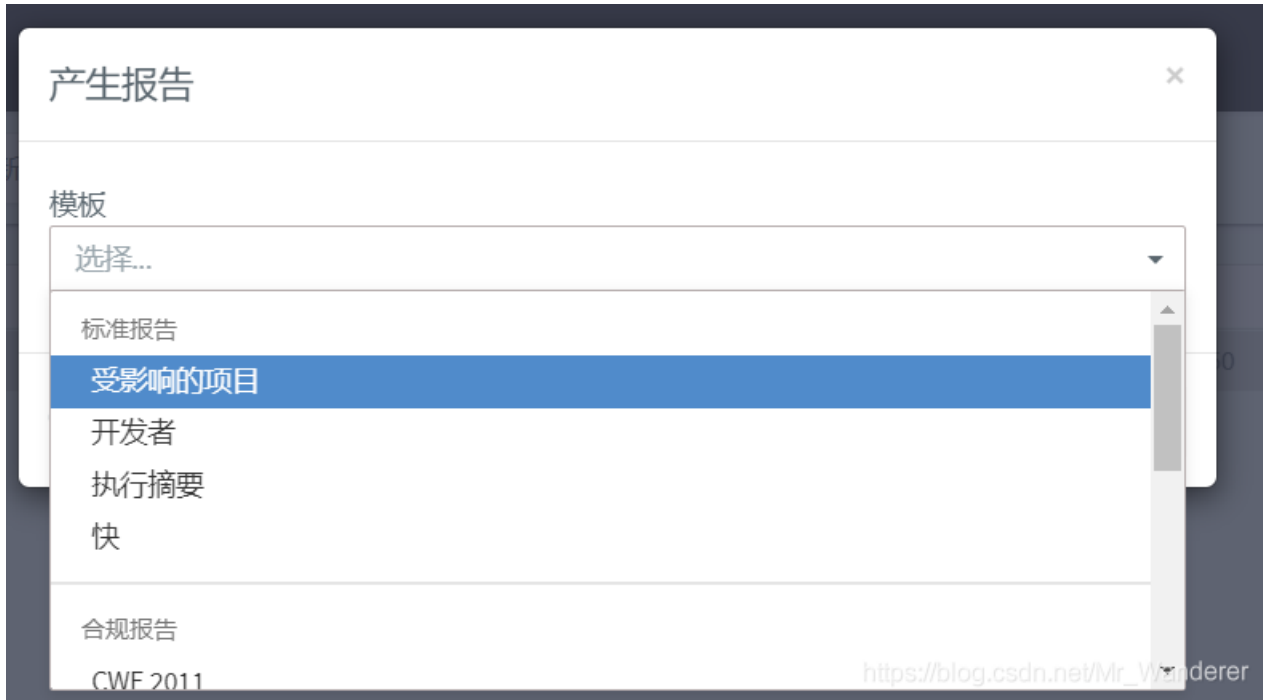 产生报告
×
模板
选择...
标准报告
受影响的项目
开发者
执行摘要
快
合规报告
CWE 2011
https://blog.csdn.net/Mr_Wanderer